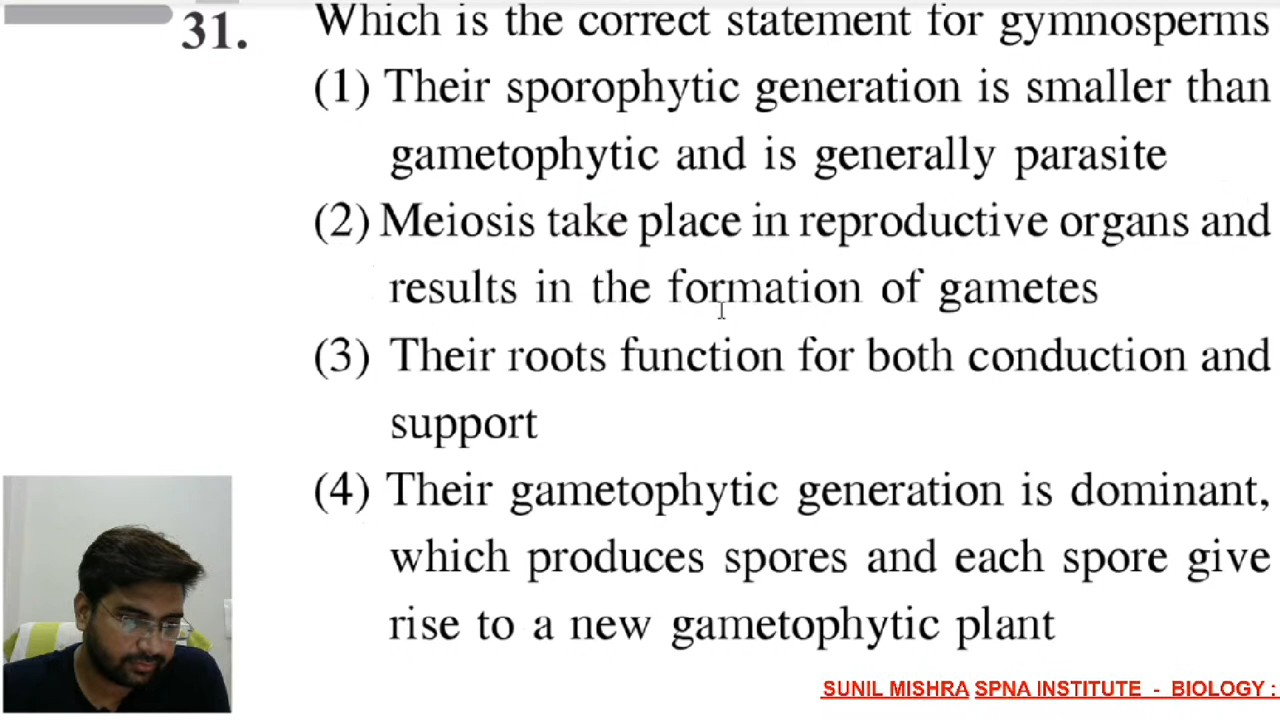 31. Which is the correct statement for gymnosperms
(1) Their sporophytic generation is smaller than
gametophytic and is generally parasite
(2) Meiosis take place in reproductive organs and
results in the formation of gametes
(3) Their roots function for both conduction and
support
(4) Their gametophytic generation is dominant,
which produces spores and each spore give
rise to a new gametophytic plant
SUNIL MISHRA SPNA INSTITUTE - BIOLOGY :